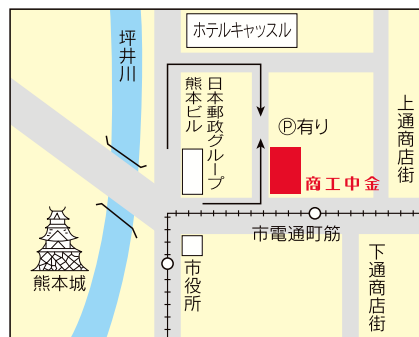 ホテルキャッスル
坪井川
日本郵政グループ
熊本ビル
Ⓟ有り
上通商店街
商工中金
市電通町筋
熊本城
市役所
下通商店街